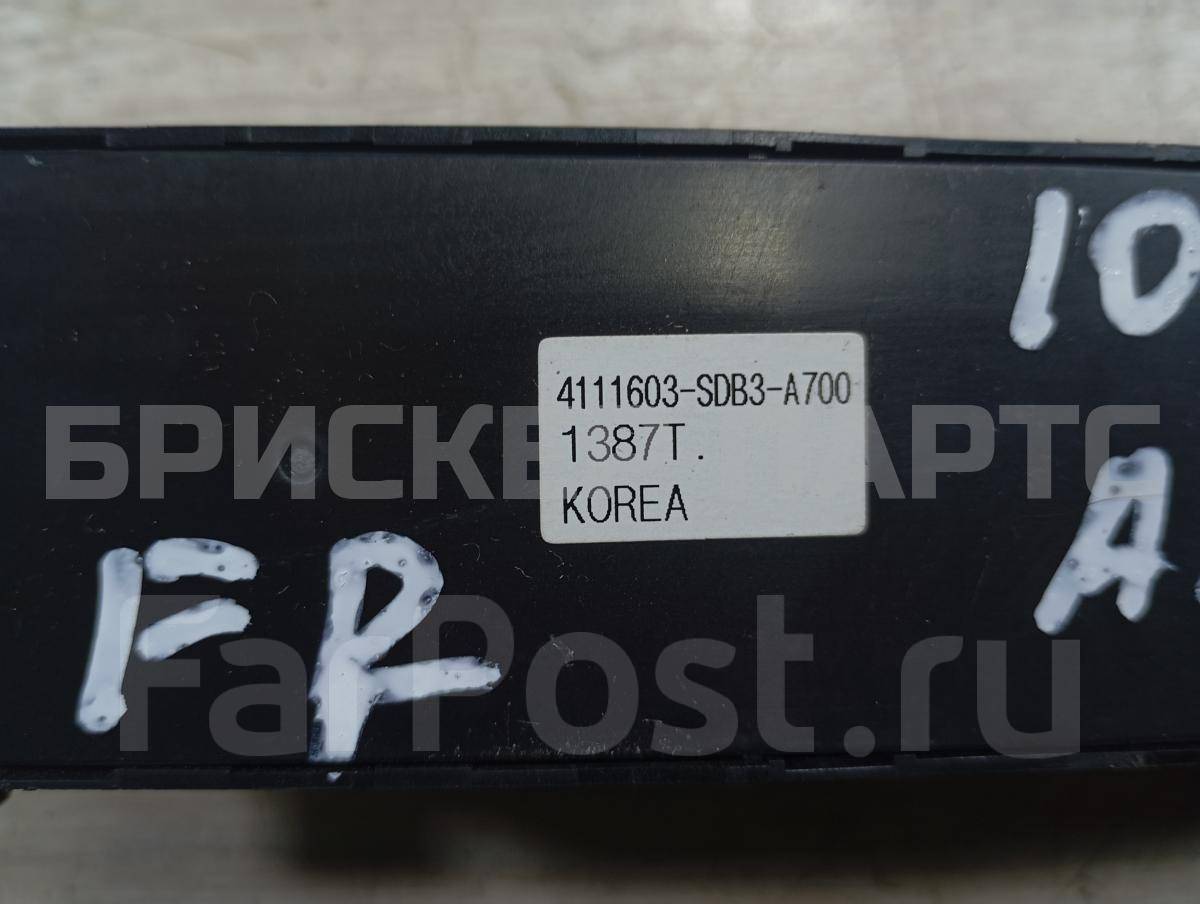 10
4111603-SDB3-A700
1387T.
KOREA
БРИСКЕ
АРТС
A
FR
FarPost.ru